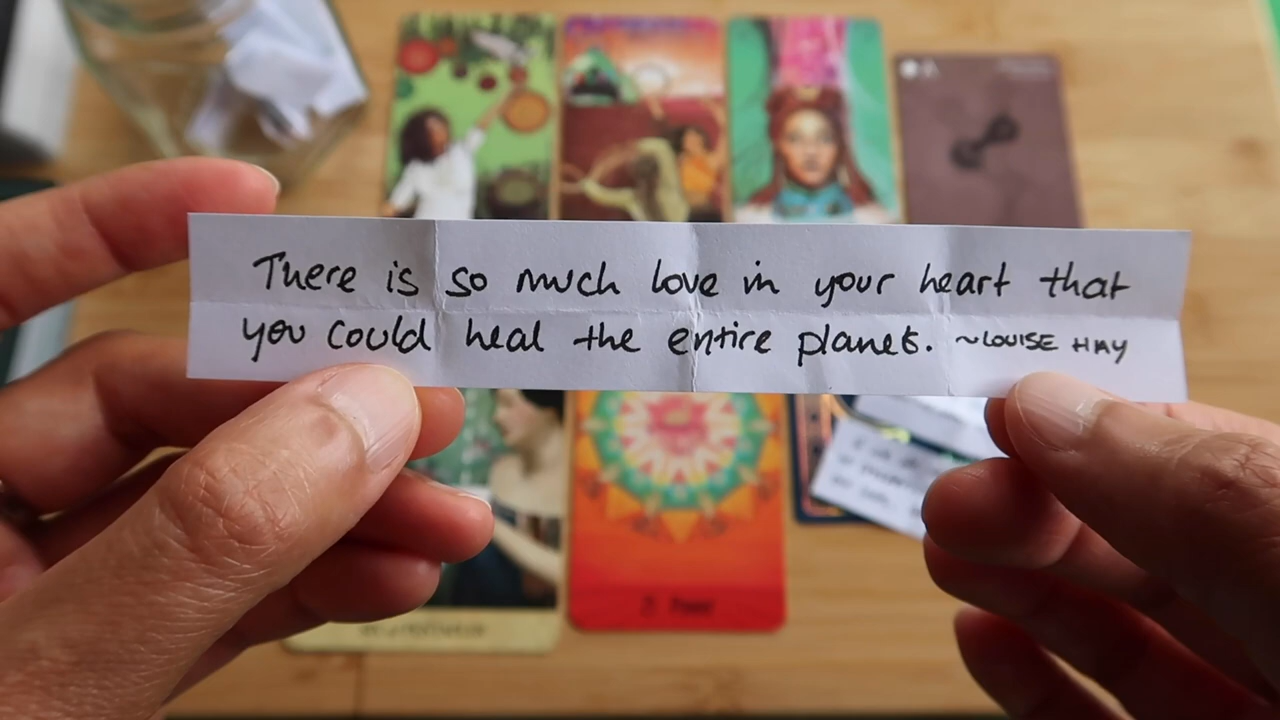 There is so much love in your heart that
you could heal the entire planet. ~LOUISE HAY